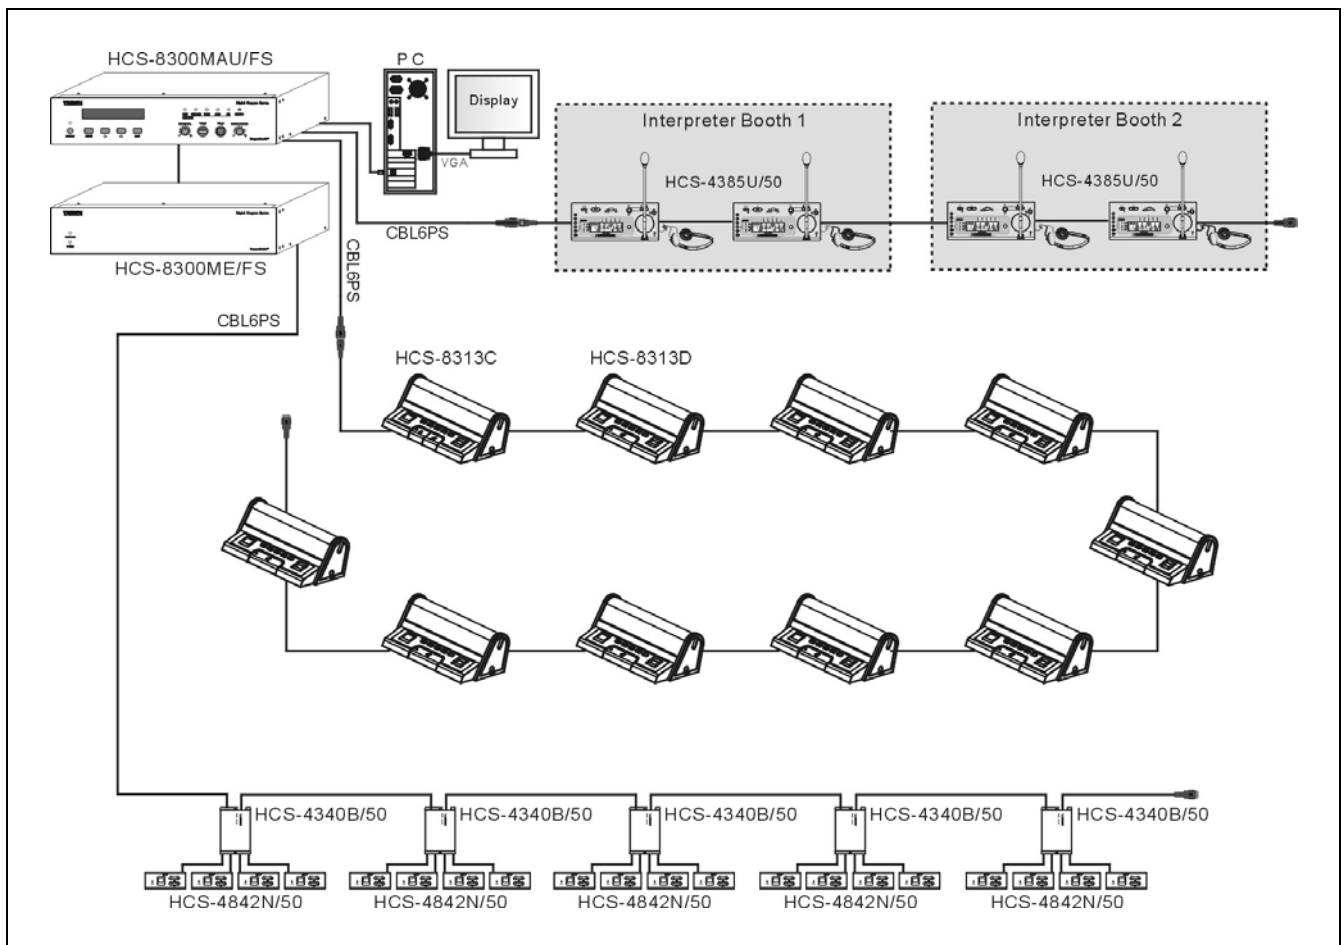 HCS-8300MAU/FS
PC
Display
VGA
Interpreter Booth 1
HCS-4385U/50
Interpreter Booth 2
HCS-4385U/50
CBL6PS
CBL6PS
HCS-8300ME/FS
CBL6PS
HCS-8313C
HCS-8313D
HCS-4340B/50
HCS-4340B/50
HCS-4340B/50
HCS-4340B/50
HCS-4340B/50
HCS-4842N/50
HCS-4842N/50
HCS-4842N/50
HCS-4842N/50
HCS-4842N/50